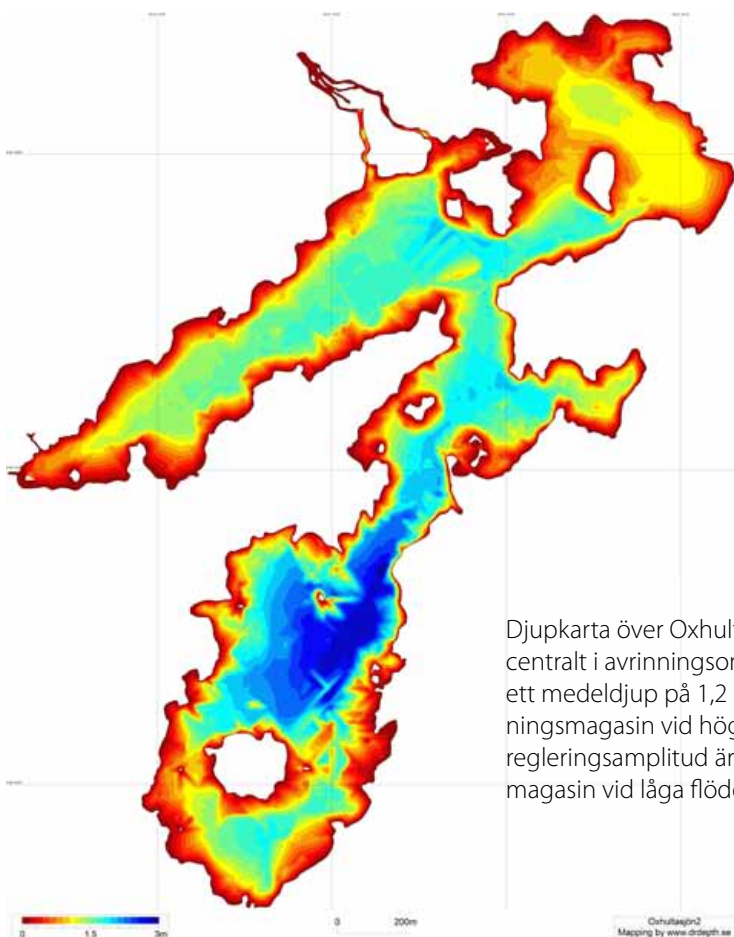 Djupkarta över Oxhult
centralt i avrinningsor
ett medeldjup på 1,2
ningsmagasin vid hög
regleringsamplitud är
magasin vid låga flöde
0 1.5 3m
0 200m
Oxhultasjön2
Mapping by www.drdepth.se